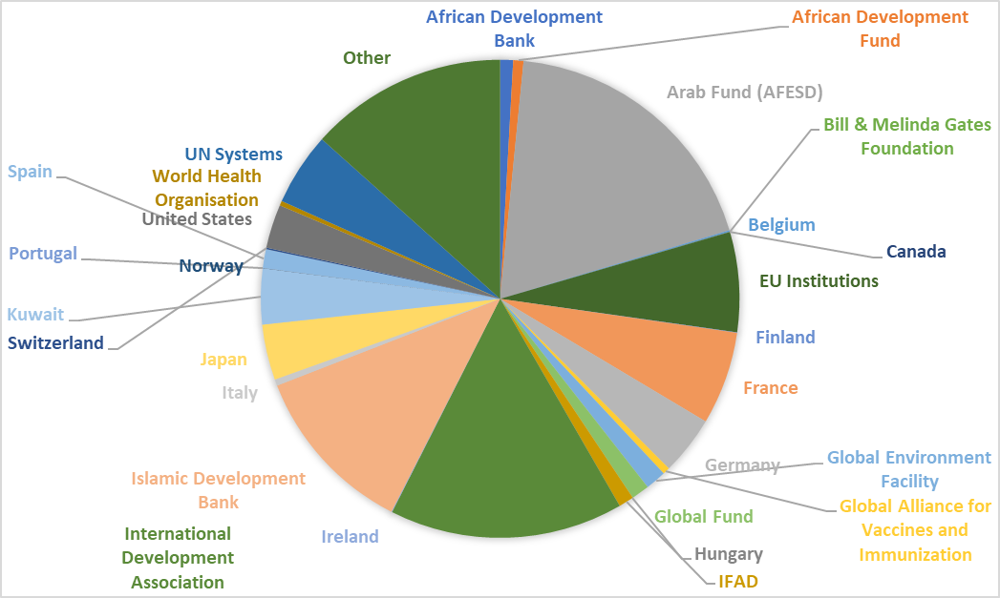 African Development
Bank
African Development
Fund
Other
Arab Fund (AFESD)
Bill & Melinda Gates
Foundation
UN Systems
Spain
World Health
Organisation
United States
Belgium
Canada
Portugal
Norway
EU Institutions
Kuwait
Switzerland
Finland
Japan
Italy
France
Germany
Global Environment
Facility
Islamic Development
Bank
Global Alliance for
Vaccines and
Immunization
Global Fund
International
Development
Association
Ireland
Hungary
IFAD